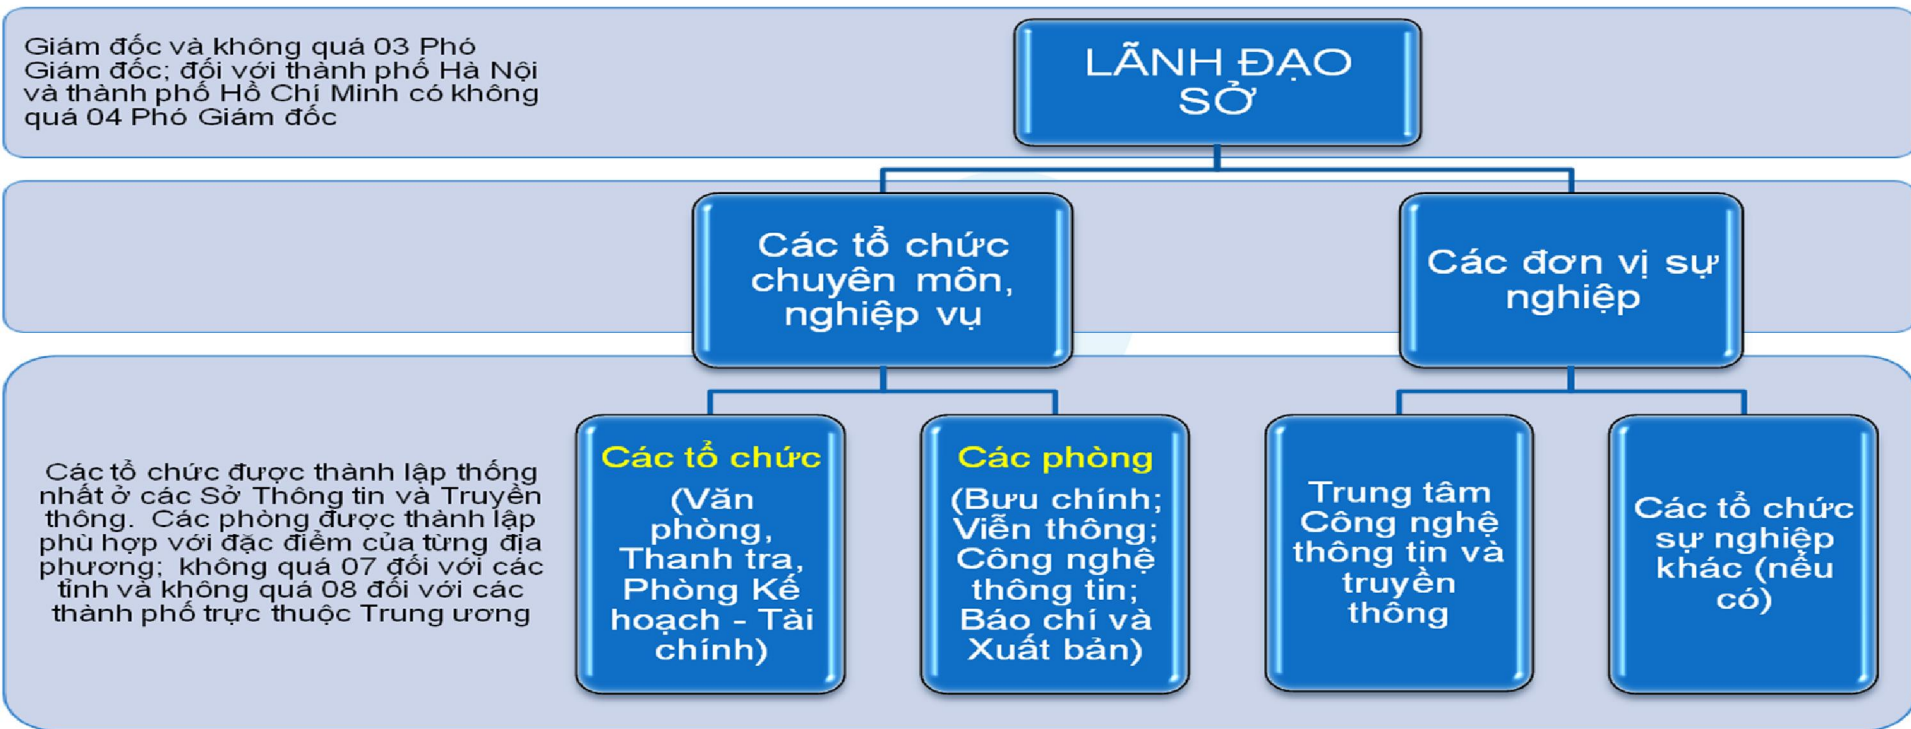 Giám đốc và không quá 03 Phó
Giám đốc; đối với thành phố Hà Nội
và thành phố Hồ Chí Minh có không
quá 04 Phó Giám đốc
LÃNH ĐẠO
SỞ
Các tổ chức
chuyên môn,
nghiệp vụ
Các đơn vị sự
nghiệp
Các tổ chức được thành lập thống
nhất ở các Sở Thông tin và Truyền
thông. Các phòng được thành lập
phù hợp với đặc điểm của từng địa
phương; không quá 07 đối với các
tỉnh và không quá 08 đối với các
thành phố trực thuộc Trung ương
Các tổ chức
(Văn
phòng,
Thanh tra,
Phòng Kế
hoạch - Tài
chính)
Các phòng
(Bưu chính;
Viễn thông;
Công nghệ
thông tin;
Báo chí và
Xuất bản)
Trung tâm
Công nghệ
thông tin và
truyền
thông
Các tổ chức
sự nghiệp
khác (nếu
có)